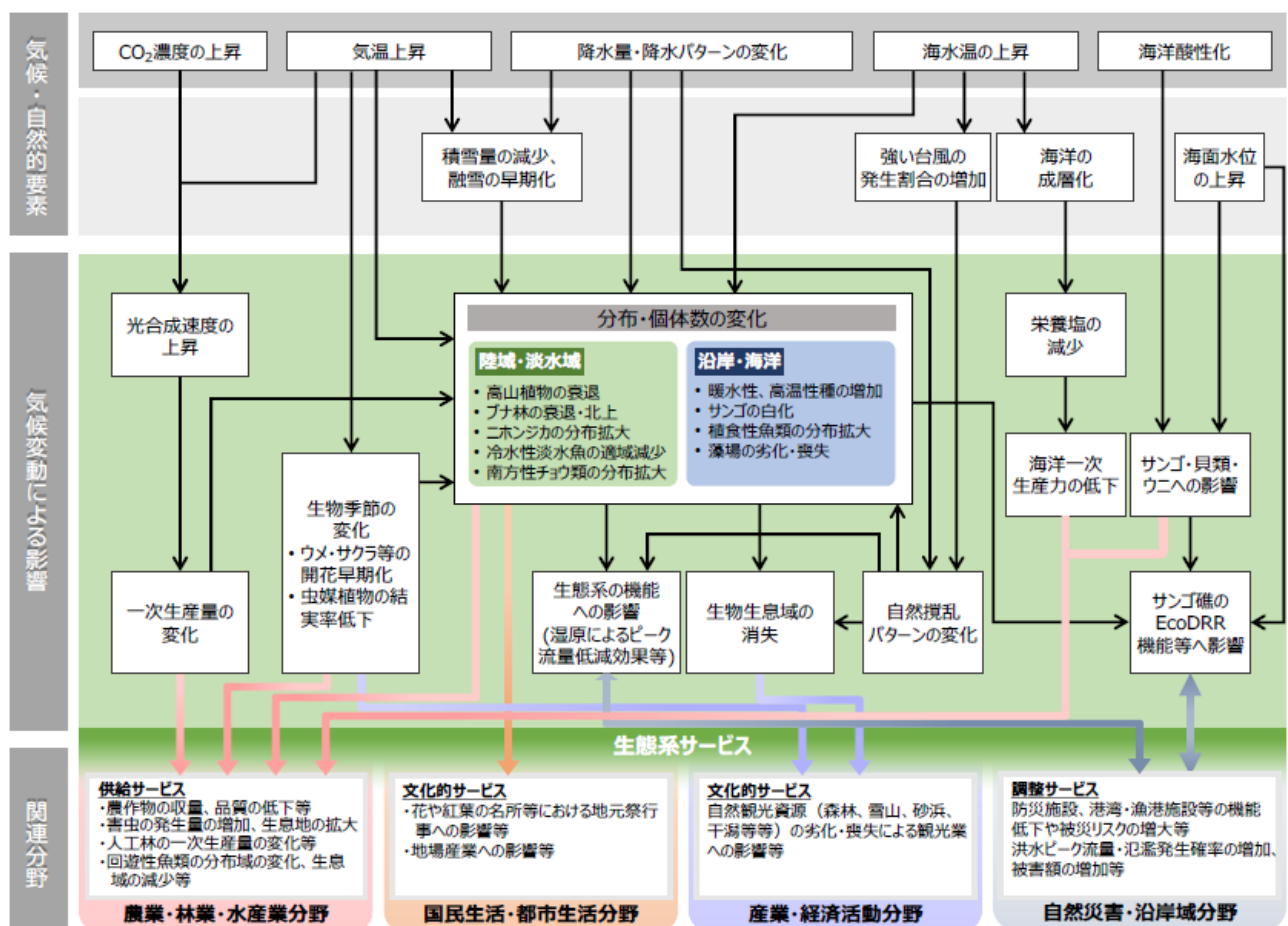 気候・自然的要素
CO₂濃度の上昇
気温上昇
降水量・降水パターンの変化
海水温の上昇
海洋酸性化
積雪量の減少、
融雪の早期化
強い台風の
発生割合の増加
海洋の
成層化
海面水位
の上昇
気候変動による影響
光合成速度の
上昇
分布・個体数の変化
陸域・淡水域
• 高山植物の衰退
• ブナ林の衰退・北上
• ニホンジカの分布拡大
• 冷水性淡水魚の適域減少
• 南方性チョウ類の分布拡大
沿岸・海洋
• 暖水性、高温性種の増加
• サンゴの白化
• 植食性魚類の分布拡大
• 藻場の劣化・喪失
栄養塩の
減少
海洋一次
生産力の低下
サンゴ・貝類・
ウニへの影響
生物季節の
変化
• ウメ・サクラ等の
開花早期化
• 虫媒植物の結
実率低下
一次生産量の
変化
生態系の機能
への影響
(湿原によるピーク
流量低減効果等)
生物生息域の
消失
自然撹乱
パターンの変化
サンゴ礁の
EcoDRR
機能等へ影響
生態系サービス
関連分野
供給サービス
・農作物の収量、品質の低下等
・害虫の発生量の増加、生息地の拡大
・人工林の一次生産量の変化等
・回遊性魚類の分布域の変化、生息
域の減少等
農業・林業・水産業分野
文化的サービス
・花や紅葉の名所等における地元祭行
事への影響等
・地場産業への影響等
国民生活・都市生活分野
文化的サービス
自然観光資源（森林、雪山、砂浜、
干潟等等）の劣化・喪失による観光業
への影響等
産業・経済活動分野
調整サービス
防災施設、港湾・漁港施設等の機能
低下や被災リスクの増大等
洪水ピーク流量・氾濫発生確率の増加、
被害額の増加等
自然災害・沿岸域分野